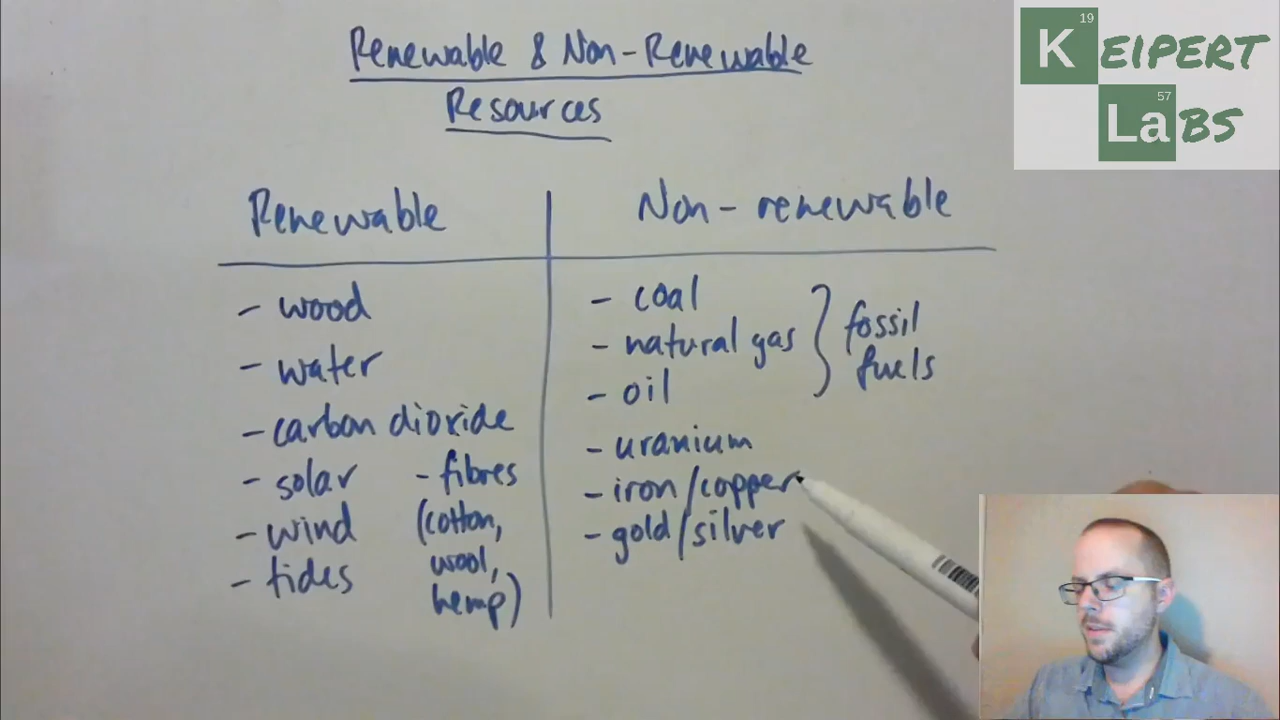 Renewable & Non-Renewable
Resources
19
KEIPERT
57
LaBS
Renewable
- wood
- water
- carbon dioxide
- solar
- wind
- tides
- fibres
(cotton,
wool,
hemp)
Non-renewable
- coal
- natural gas
- oil
} fossil
fuels
- uranium
- iron/copper
- gold/silver